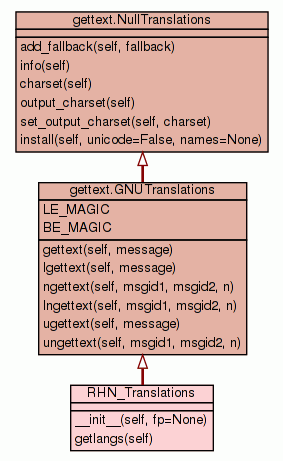 gettext.NullTranslations
add_fallback(self, fallback)
info(self)
charset(self)
output_charset(self)
set_output_charset(self, charset)
install(self, unicode=False, names=None)
gettext.GNUTranslations
LE_MAGIC
BE_MAGIC
gettext(self, message)
lgettext(self, message)
ngettext(self, msgid1, msgid2, n)
lngettext(self, msgid1, msgid2, n)
ugettext(self, message)
ungettext(self, msgid1, msgid2, n)
RHN_Translations
__init__(self, fp=None)
getlangs(self)